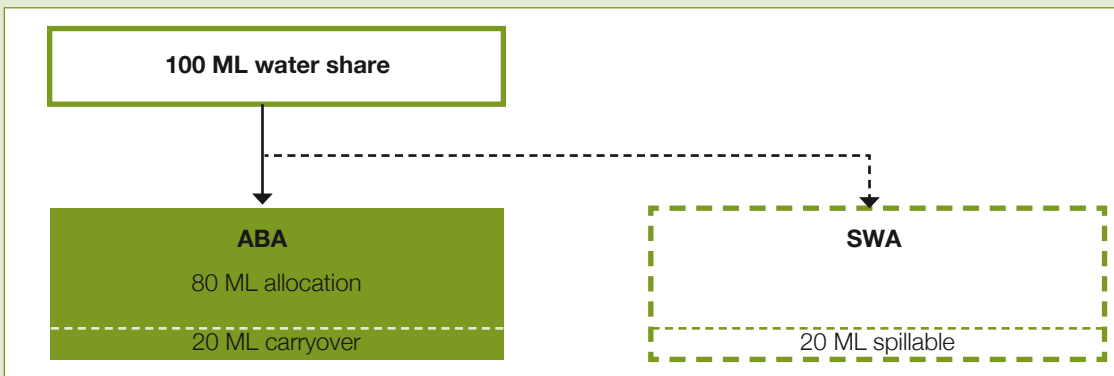 100 ML water share
ABA
80 ML allocation
20 ML carryover
SWA
20 ML spillable